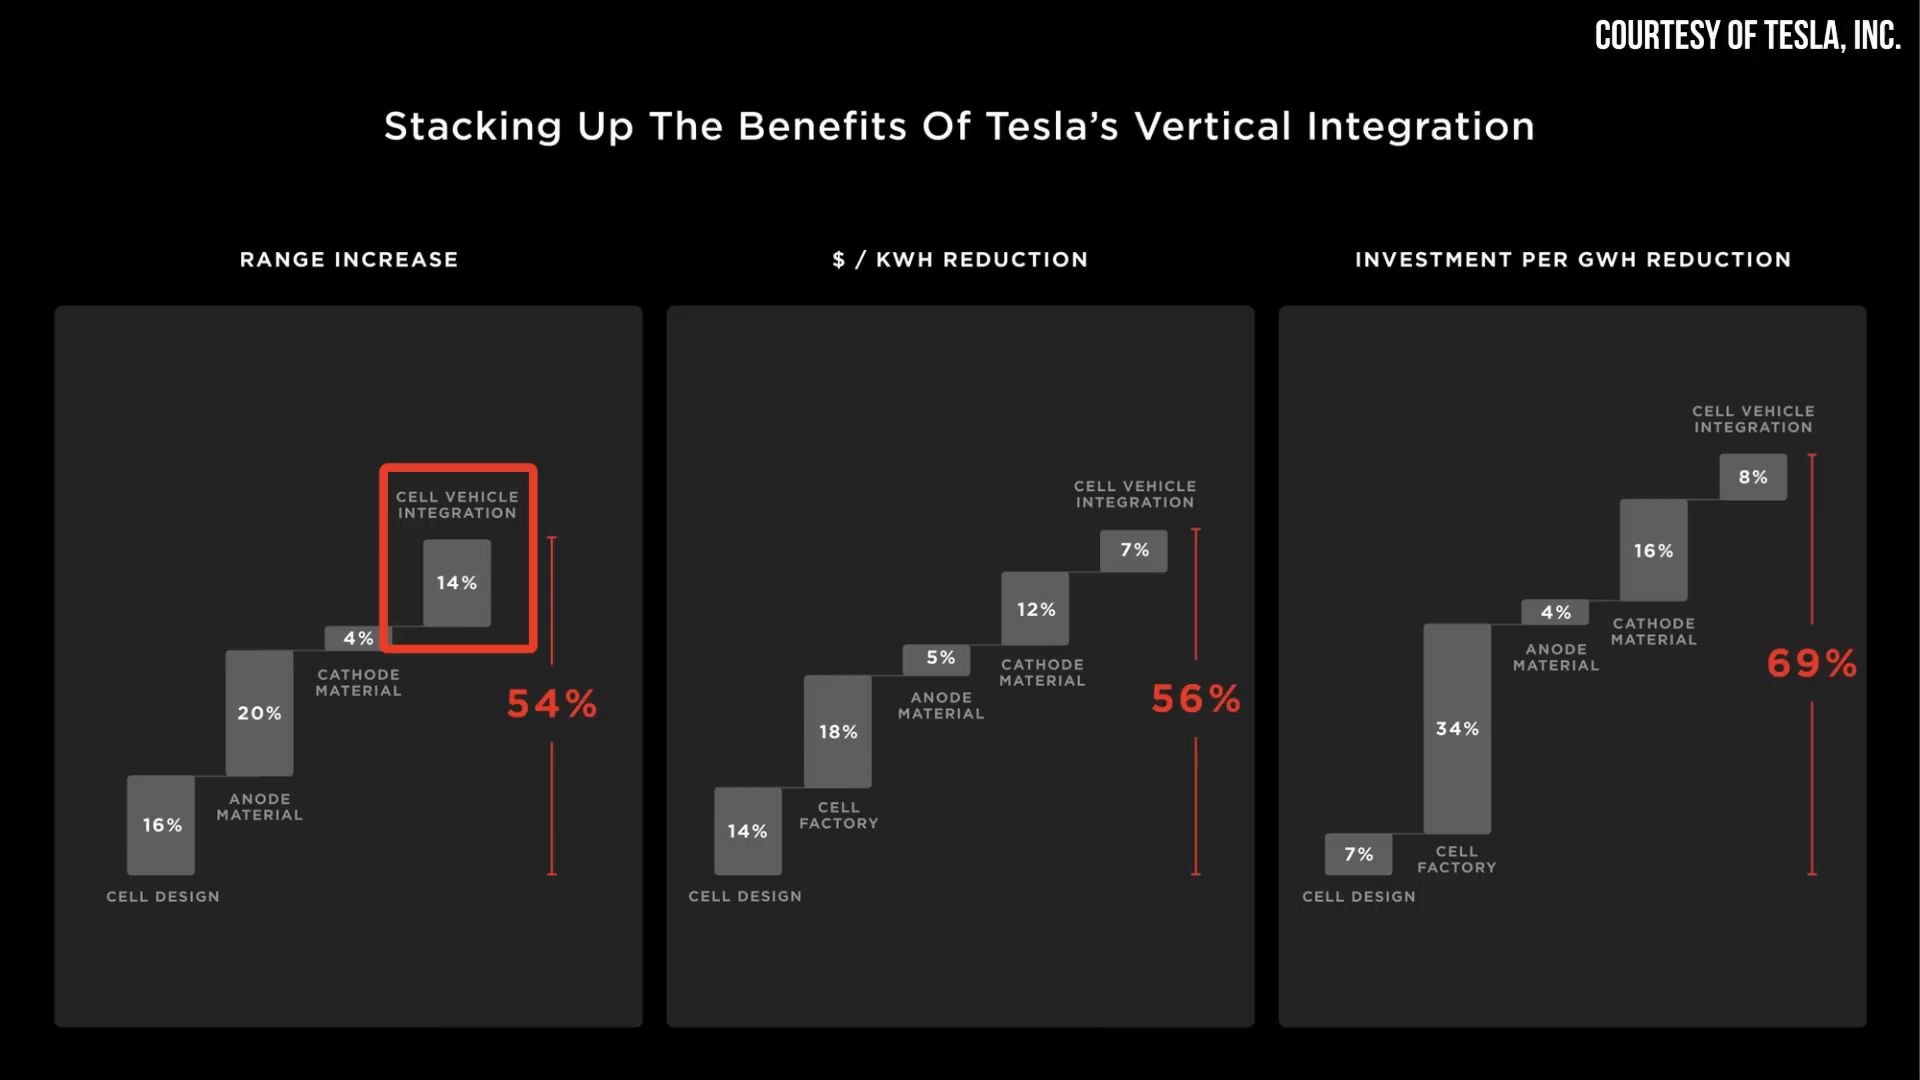 COURTESY OF TESLA, INC.
Stacking Up The Benefits Of Tesla’s Vertical Integration
RANGE INCREASE
CELL VEHICLE
INTEGRATION
14%
4%
CATHODE
MATERIAL
20%
54%
ANODE
MATERIAL
16%
CELL DESIGN
$ / KWH REDUCTION
CELL VEHICLE
INTEGRATION
7%
12%
CATHODE
MATERIAL
5%
ANODE
MATERIAL
56%
18%
CELL
FACTORY
14%
CELL DESIGN
INVESTMENT PER GWH REDUCTION
CELL VEHICLE
INTEGRATION
8%
16%
CATHODE
MATERIAL
4%
ANODE
MATERIAL
69%
34%
CELL
FACTORY
7%
CELL DESIGN